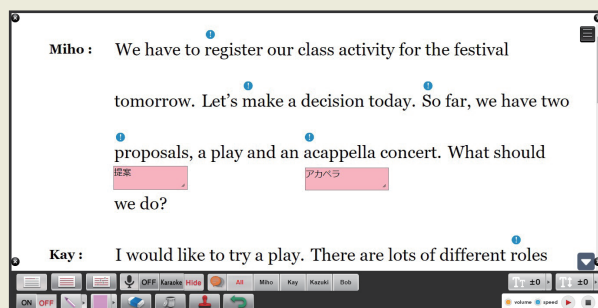 Miho : We have to register our class activity for the festival
tomorrow. Let's make a decision today. So far, we have two
proposals, a play and an acappella concert. What should
提案 アカペラ
we do?
Kay : I would like to try a play. There are lots of different roles
OFF Karaoke Hide All Miho Kay Kazuki Bob ±0 ±0
ON OFF volume speed